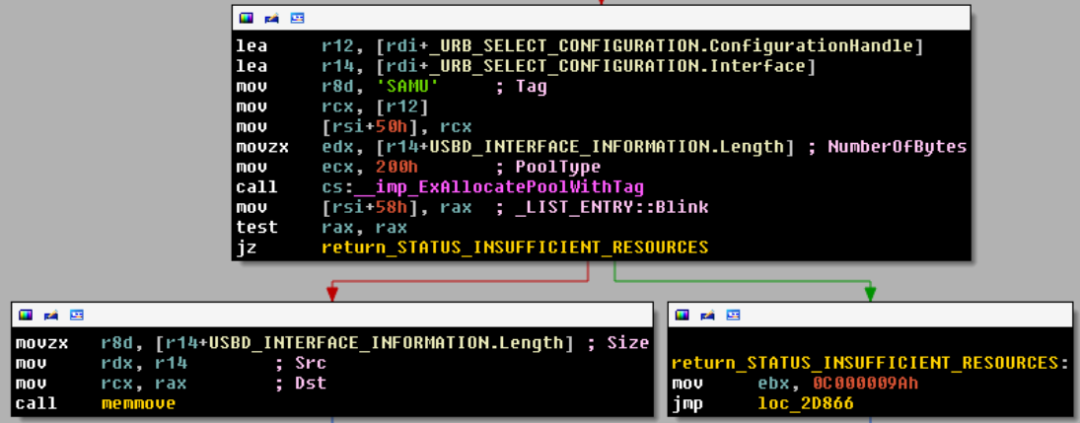 lea r12, [rdi+_URB_SELECT_CONFIGURATION.ConfigurationHandle]
lea r14, [rdi+_URB_SELECT_CONFIGURATION.Interface]
mov r8d, 'SAMU' ; Tag
mov rcx, [r12]
mov [rsi+50h], rcx
movzx edx, [r14+USBD_INTERFACE_INFORMATION.Length] ; NumberOfBytes
mov ecx, 200h ; PoolType
call cs:__imp_ExAllocatePoolWithTag
mov [rsi+58h], rax ; _LIST_ENTRY::Blink
test rax, rax
jz return_STATUS_INSUFFICIENT_RESOURCES
movzx r8d, [r14+USBD_INTERFACE_INFORMATION.Length] ; Size
mov rdx, r14 ; Src
mov rcx, rax ; Dst
call memmove
return_STATUS_INSUFFICIENT_RESOURCES:
mov ebx, 0C000009Ah
jmp loc_2D866